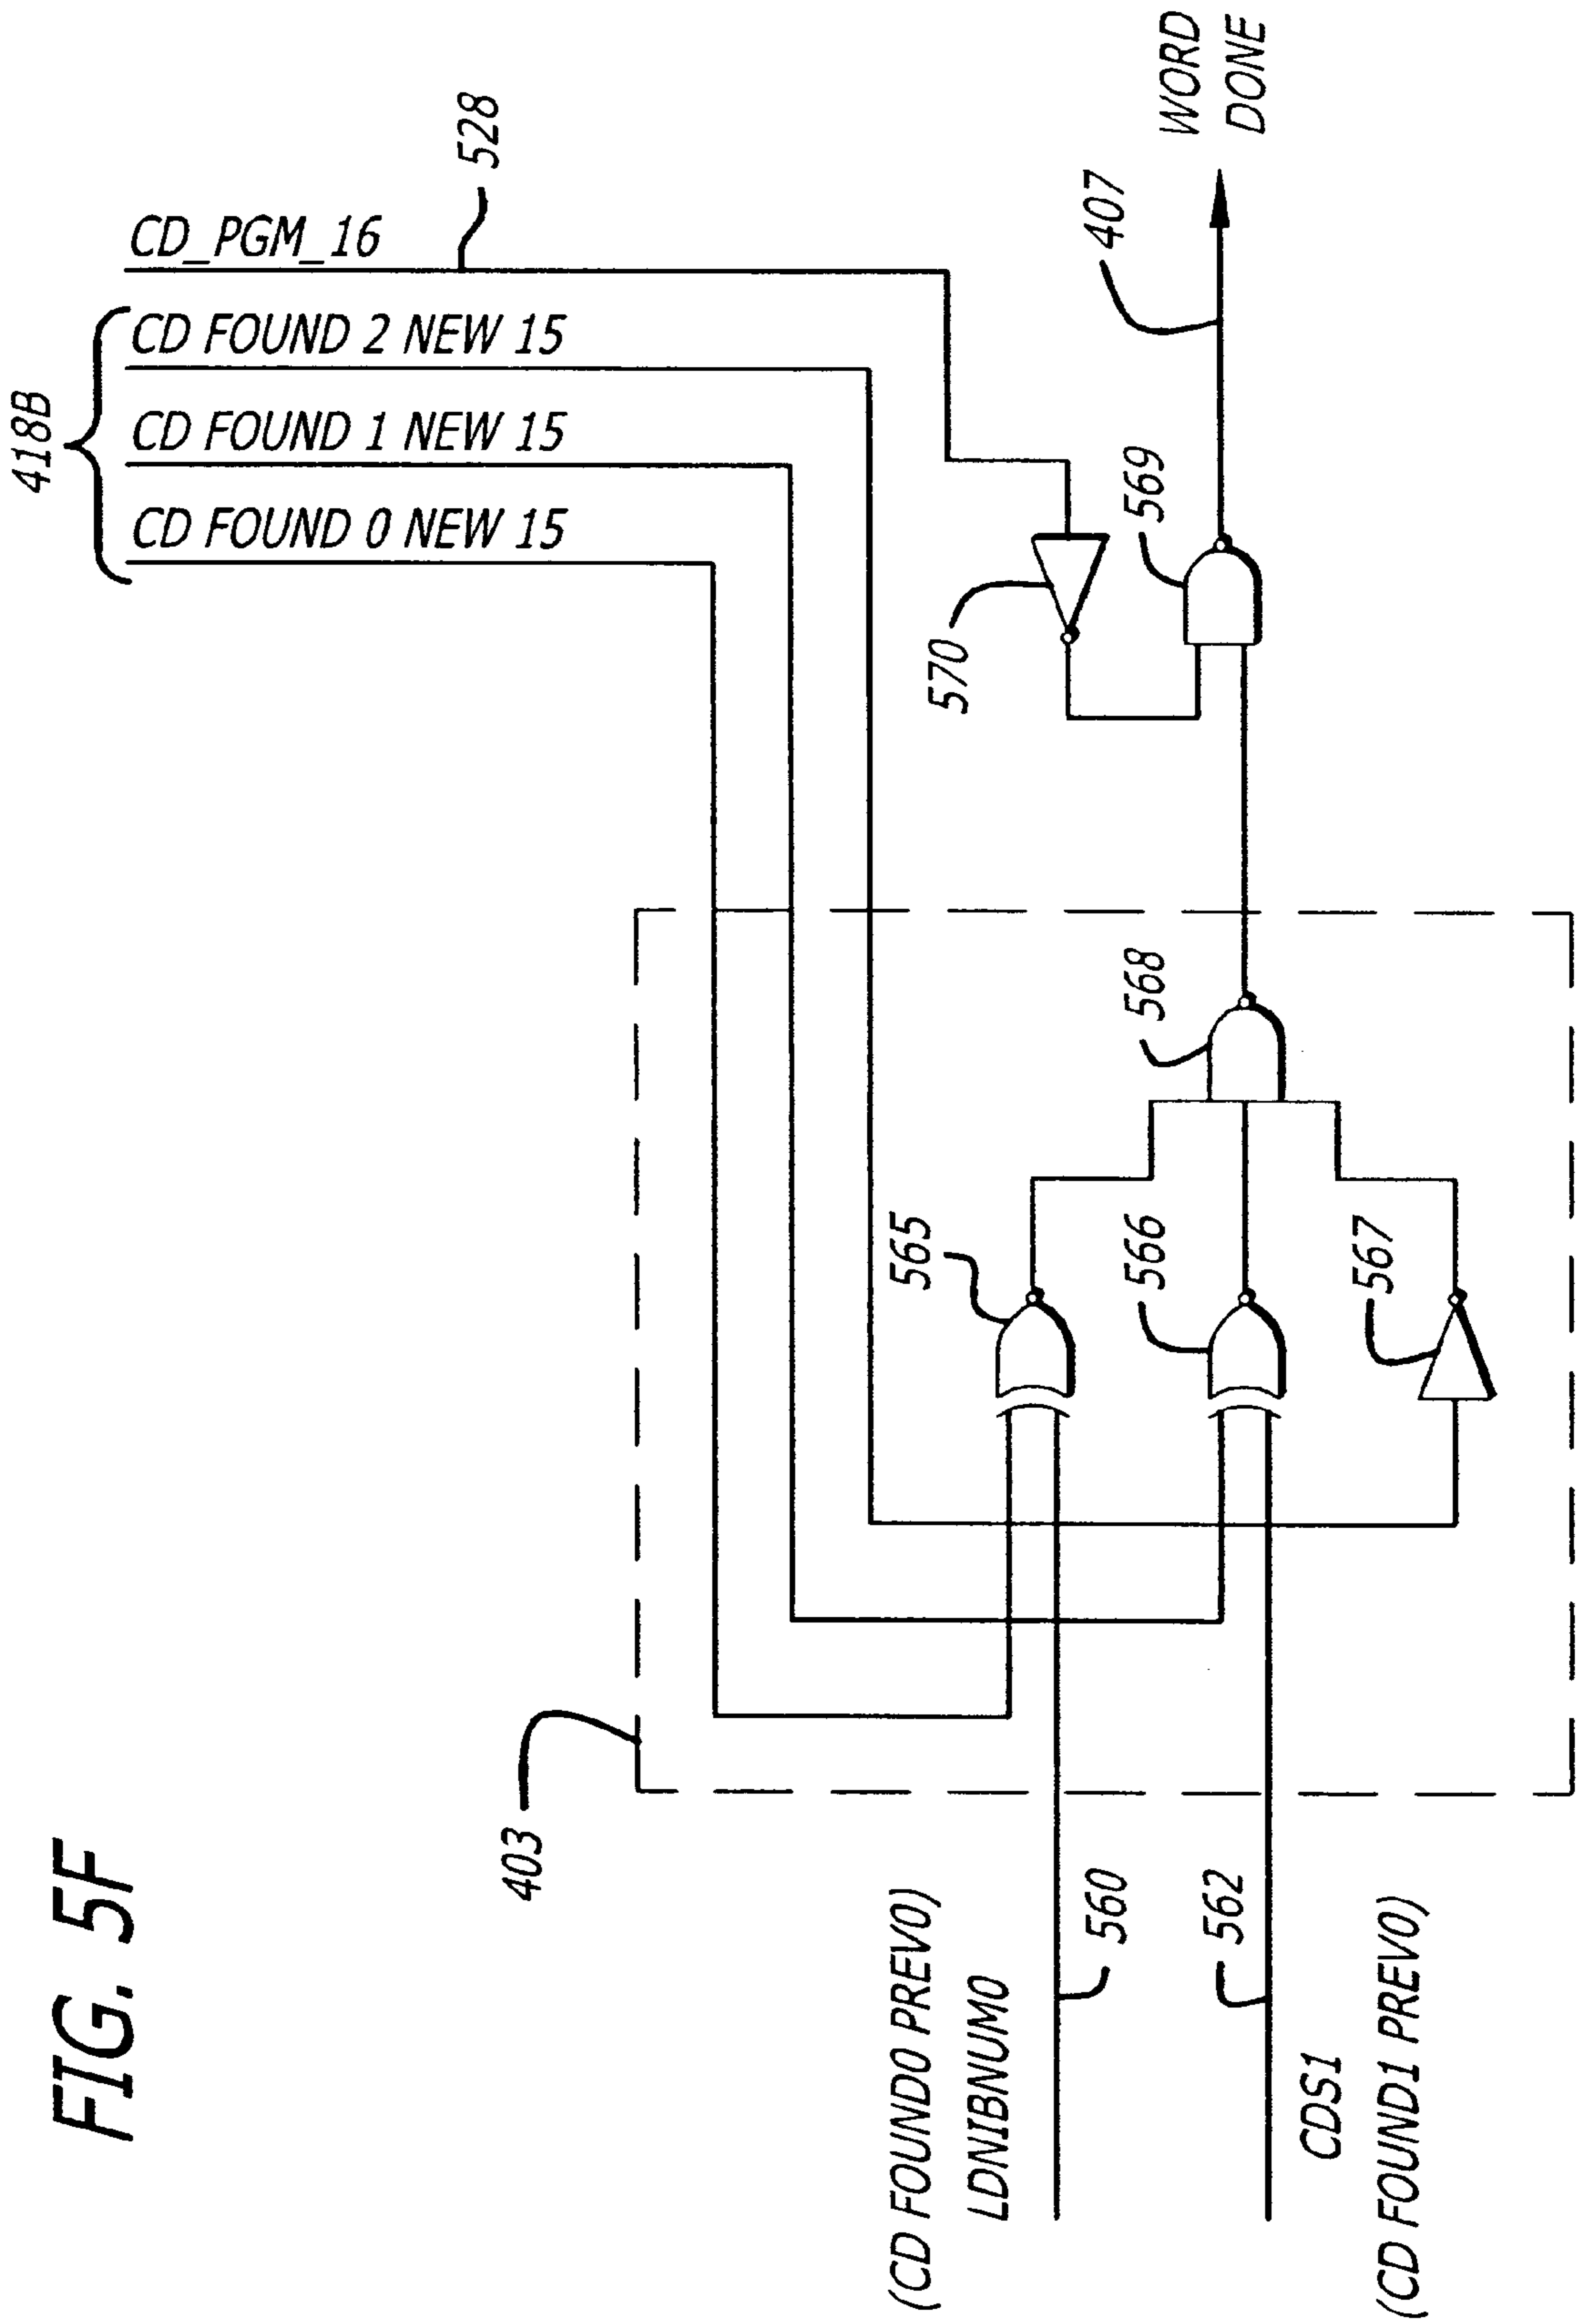 FIG. 5F
418B
CD_PGM_16
CD FOUND 2 NEW 15
CD FOUND 1 NEW 15
CD FOUND 0 NEW 15
528
403
(CD FOUND0 PREV0)
LDNIBNUM0
560
562
CDS1
(CD FOUND1 PREV0)
565
566
567
568
570
569
407
WORD
DONE